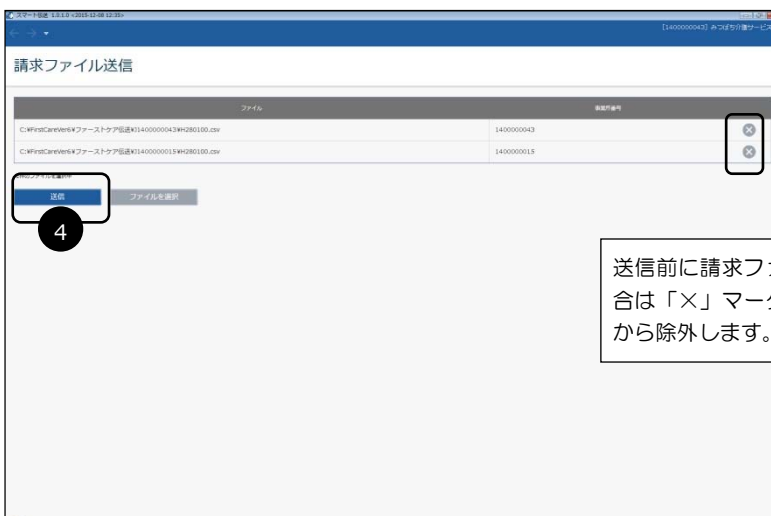 スマート伝送 1.3.1.0 <2015-12-08 12:33>
[1400000043] みつばち介護サービス
請求ファイル送信
ファイル 事業所番号
C:¥FirstCareVer6¥ファーストケア伝送¥J1400000043¥H280100.csv 1400000043
C:¥FirstCareVer6¥ファーストケア伝送¥J1400000015¥H280100.csv 1400000015
送信 ファイルを選択
4
送信前に請求ファ
合は「×」マーク
から除外します。